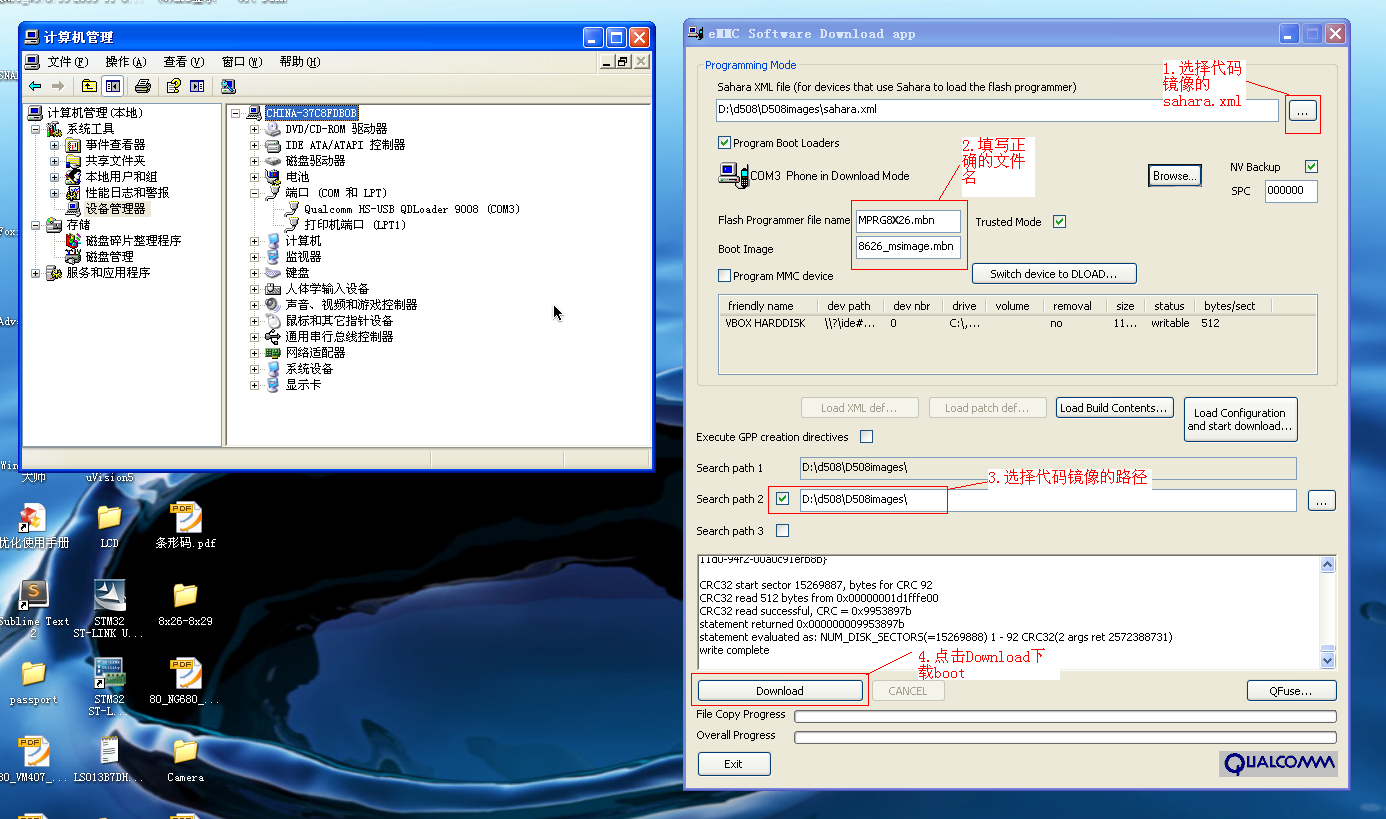 计算机管理
文件(F) 操作(A) 查看(V) 窗口(W) 帮助(H)
计算机管理(本地)
系统工具
事件查看器
共享文件夹
本地用户和组
性能日志和警报
设备管理器
存储
磁盘碎片整理程序
磁盘管理
服务和应用程序
CHINA-37C8FDB0B
DVD/CD-ROM 驱动器
IDE ATA/ATAPI 控制器
磁盘驱动器
电池
端口 (COM 和 LPT)
Qualcomm HS-USB QDLoader 9008 (COM3)
打印机端口 (LPT1)
计算机
监视器
键盘
人体学输入设备
声音、视频和游戏控制器
鼠标和其它指针设备
通用串行总线控制器
网络适配器
系统设备
显示卡
eMMC Software Download app
Programming Mode
Sahara XML file (for devices that use Sahara to load the flash programmer)
D:\d508\D508images\sahara.xml
...
1.选择代码
镜像的
sahara.xml
Program Boot Loaders
2.填写正
确的文件
名
COM3 Phone in Download Mode
Browse...
NV Backup
SPC 000000
Flash Programmer file name MPRG8X26.mbn
Trusted Mode
Boot Image 8626_msimage.mbn
Program MMC device
Switch device to DLOAD...
friendly name dev path dev nbr drive volume removal size status bytes/sect
VBOX HARDDISK \\?\ide#... 0 C:\,... no 11... writable 512
Load XML def... Load patch def... Load Build Contents...
Load Configuration
and start download...
Execute GPP creation directives
Search path 1 D:\d508\D508images\
3.选择代码镜像的路径
Search path 2 D:\d508\D508images\ ...
Search path 3
CRC32 start sector 15269887, bytes for CRC 92
CRC32 read 512 bytes from 0x00000001d1fffe00
CRC32 read successful, CRC = 0x9953897b
statement returned 0x000000009953897b
statement evaluated as: NUM_DISK_SECTORS(=15269888) 1 - 92 CRC32(2 args ret 2572388731)
write complete
4.点击Download下
载boot
Download CANCEL QFuse...
File Copy Progress
Overall Progress
Exit
QUALCOMM
大师
uVision5
优化使用手册
LCD
条形码.pdf
Sublime Text
2
STM32
ST-LINK U...
8x26-8x29
passport
STM32
ST-L...
80_NG680_...
80_VM407_...
LS013B7DH...
Camera